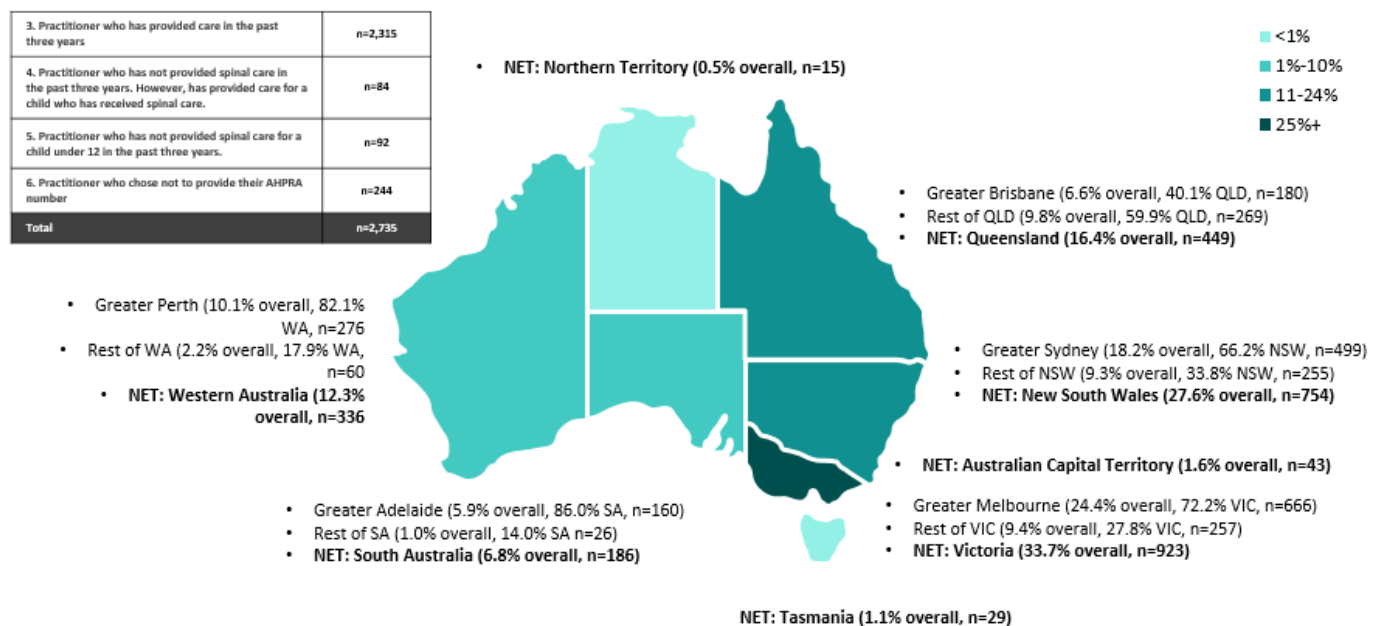 3. Practitioner who has provided care in the past
three years
n=2,315
4. Practitioner who has not provided spinal care in
the past three years. However, has provided care for a
child who has received spinal care.
n=84
5. Practitioner who has not provided spinal care for a
child under 12 in the past three years.
n=92
6. Practitioner who chose not to provide their AHPRA
number
n=244
Total
n=2,735
• NET: Northern Territory (0.5% overall, n=15)
<1%
1%-10%
11-24%
25%+
• Greater Brisbane (6.6% overall, 40.1% QLD, n=180)
• Rest of QLD (9.8% overall, 59.9% QLD, n=269)
• NET: Queensland (16.4% overall, n=449)
• Greater Perth (10.1% overall, 82.1%
WA, n=276
• Rest of WA (2.2% overall, 17.9% WA,
n=60
• NET: Western Australia (12.3%
overall, n=336
• Greater Sydney (18.2% overall, 66.2% NSW, n=499)
• Rest of NSW (9.3% overall, 33.8% NSW, n=255)
• NET: New South Wales (27.6% overall, n=754)
• NET: Australian Capital Territory (1.6% overall, n=43)
• Greater Adelaide (5.9% overall, 86.0% SA, n=160)
• Rest of SA (1.0% overall, 14.0% SA n=26)
• NET: South Australia (6.8% overall, n=186)
• Greater Melbourne (24.4% overall, 72.2% VIC, n=666)
• Rest of VIC (9.4% overall, 27.8% VIC, n=257)
• NET: Victoria (33.7% overall, n=923)
NET: Tasmania (1.1% overall, n=29)